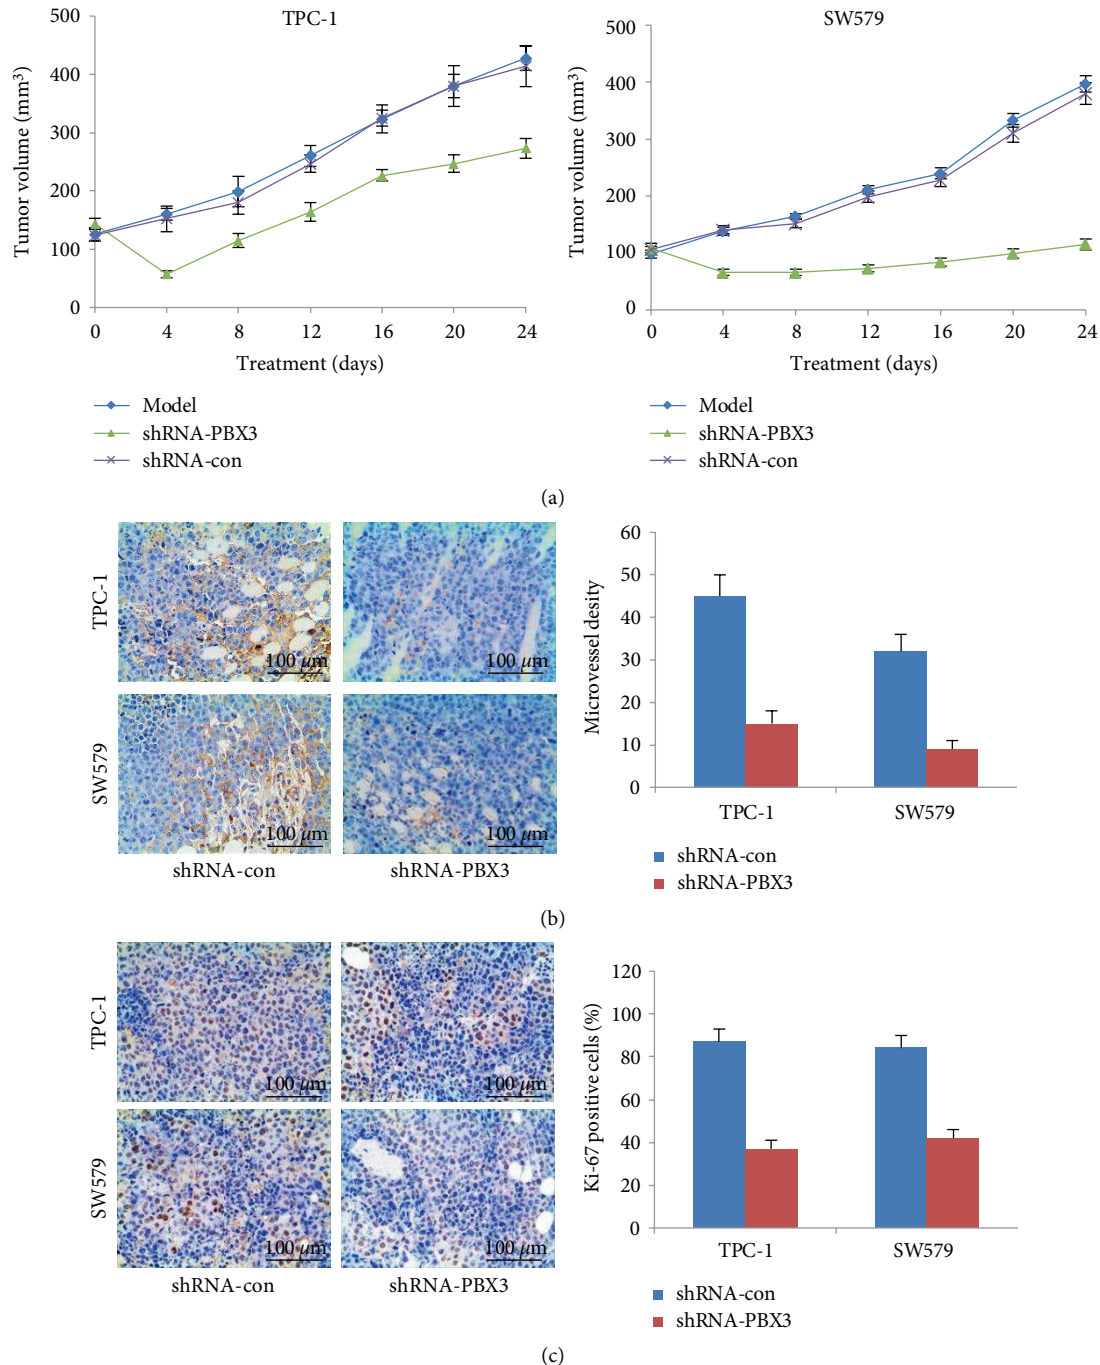 TPC-1
Tumor volume (mm³)
500
400
300
200
100
0
0 4 8 12 16 20 24
Treatment (days)
Model
shRNA-PBX3
shRNA-con
SW579
Tumor volume (mm³)
500
400
300
200
100
0
0 4 8 12 16 20 24
Treatment (days)
Model
shRNA-PBX3
shRNA-con
(a)
TPC-1
100 μm
100 μm
SW579
100 μm
100 μm
shRNA-con
shRNA-PBX3
Microvessel desity
60
50
40
30
20
10
0
TPC-1
SW579
shRNA-con
shRNA-PBX3
(b)
TPC-1
100 μm
100 μm
SW579
100 μm
100 μm
shRNA-con
shRNA-PBX3
Ki-67 positive cells (%)
120
100
80
60
40
20
0
TPC-1
SW579
shRNA-con
shRNA-PBX3
(c)